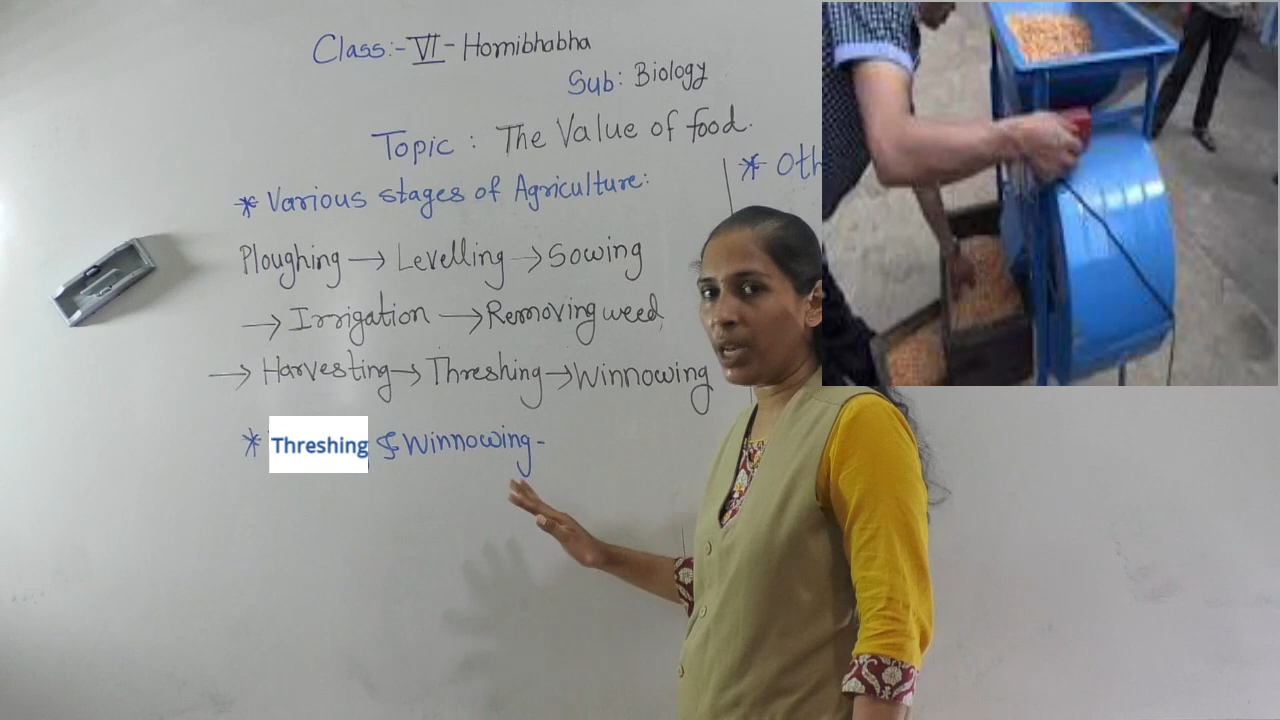 Class:- VI - Homibhabha
Sub: Biology
Topic : The Value of food.
* Various stages of Agriculture:
* Oth
Ploughing → Levelling → Sowing
→ Irrigation → Removing weed
→ Harvesting → Threshing → Winnowing
* Threshing & Winnowing -